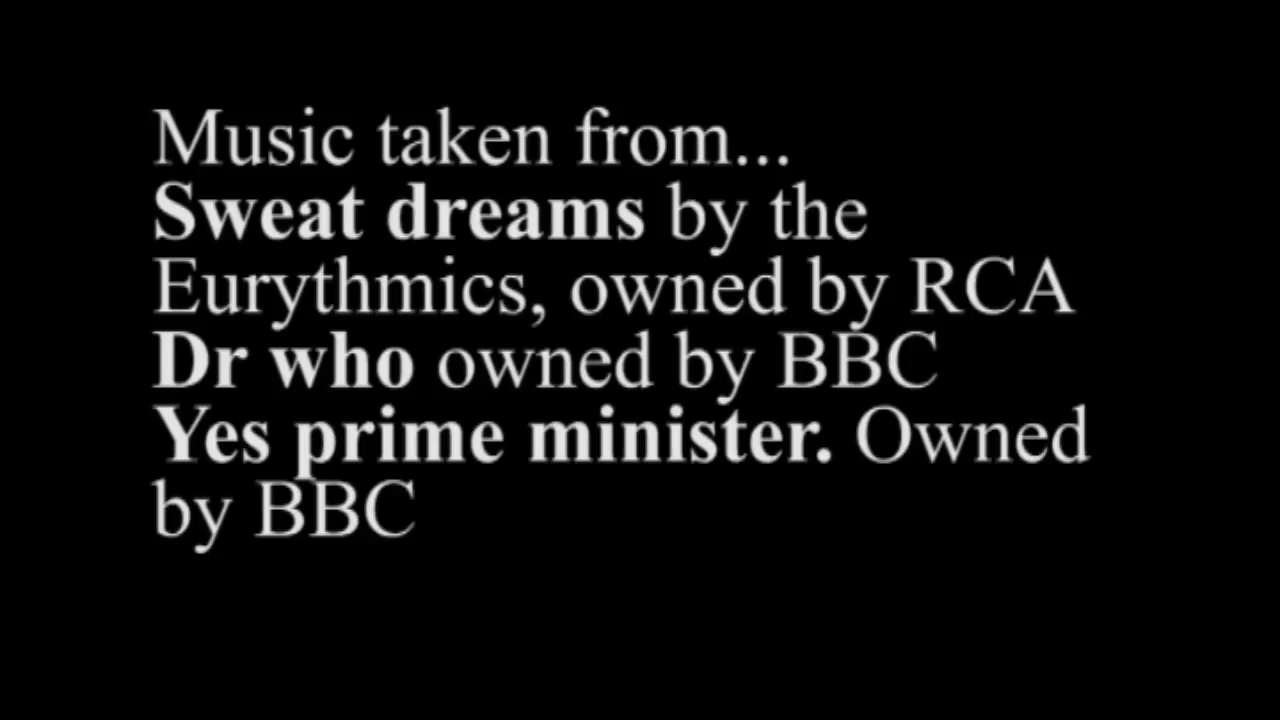 Music taken from...
Sweat dreams by the
Eurythmics, owned by RCA
Dr who owned by BBC
Yes prime minister. Owned
by BBC